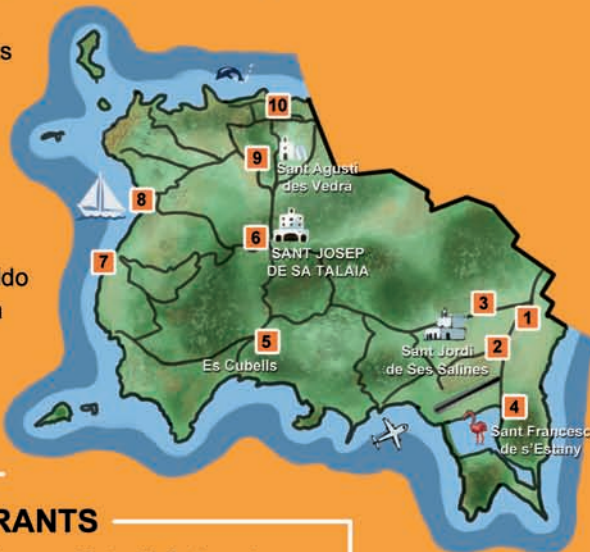 s
10
9
Sant Agustí
des Vedra
8
6
SANT JOSEP
DE SA TALAIA
7
ido
3
1
Sant Jordi
de Ses Salines
2
5
Es Cubells
4
Sant Francesc
de s'Estany
RANTS